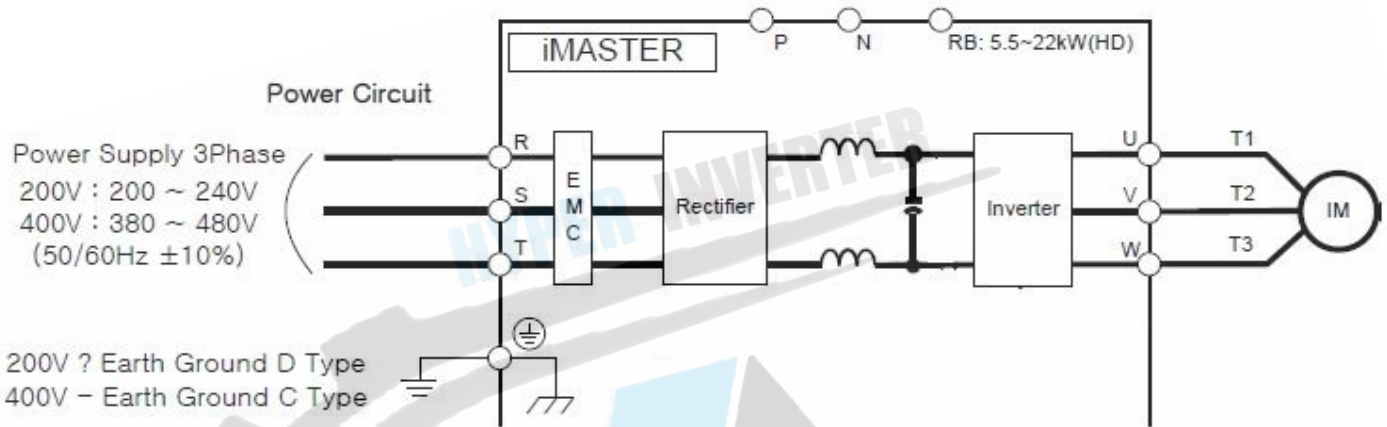 iMASTER
P
N
RB: 5.5~22kW(HD)
Power Circuit
Power Supply 3Phase
200V : 200 ~ 240V
400V : 380 ~ 480V
(50/60Hz ±10%)
R
S
T
E
M
C
Rectifier
Inverter
U
V
W
T1
T2
T3
IM
HYPER INVERTER
200V ? Earth Ground D Type
400V - Earth Ground C Type